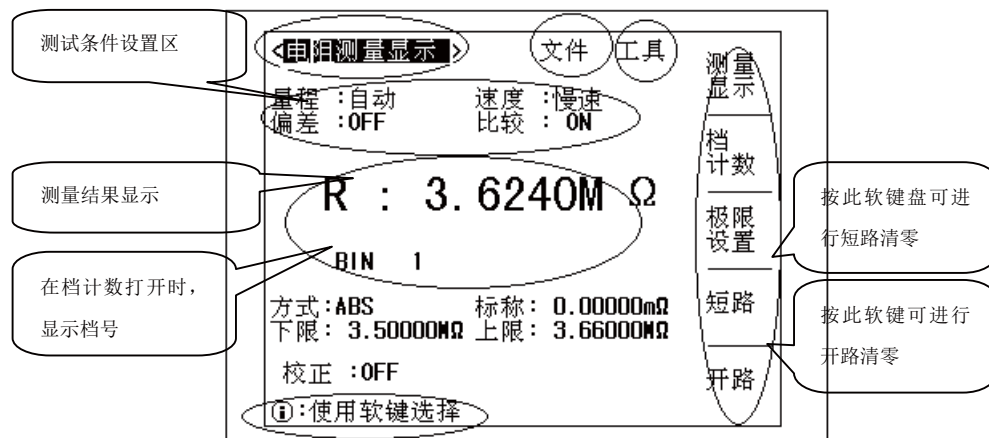 测试条件设置区
<电阻测量显示>
文件
工具
测量
显示
量程 :自动
速度 :慢速
偏差 :OFF
比较 : ON
档
计数
测量结果显示
R : 3.6240M Ω
极限
设置
按此软键盘可进
行短路清零
BIN 1
在档计数打开时，
显示档号
方式:ABS
标称: 0.00000mΩ
下限: 3.50000MΩ
上限: 3.66000MΩ
短路
按此软键可进行
开路清零
校正 :OFF
开路
ⓘ:使用软键选择